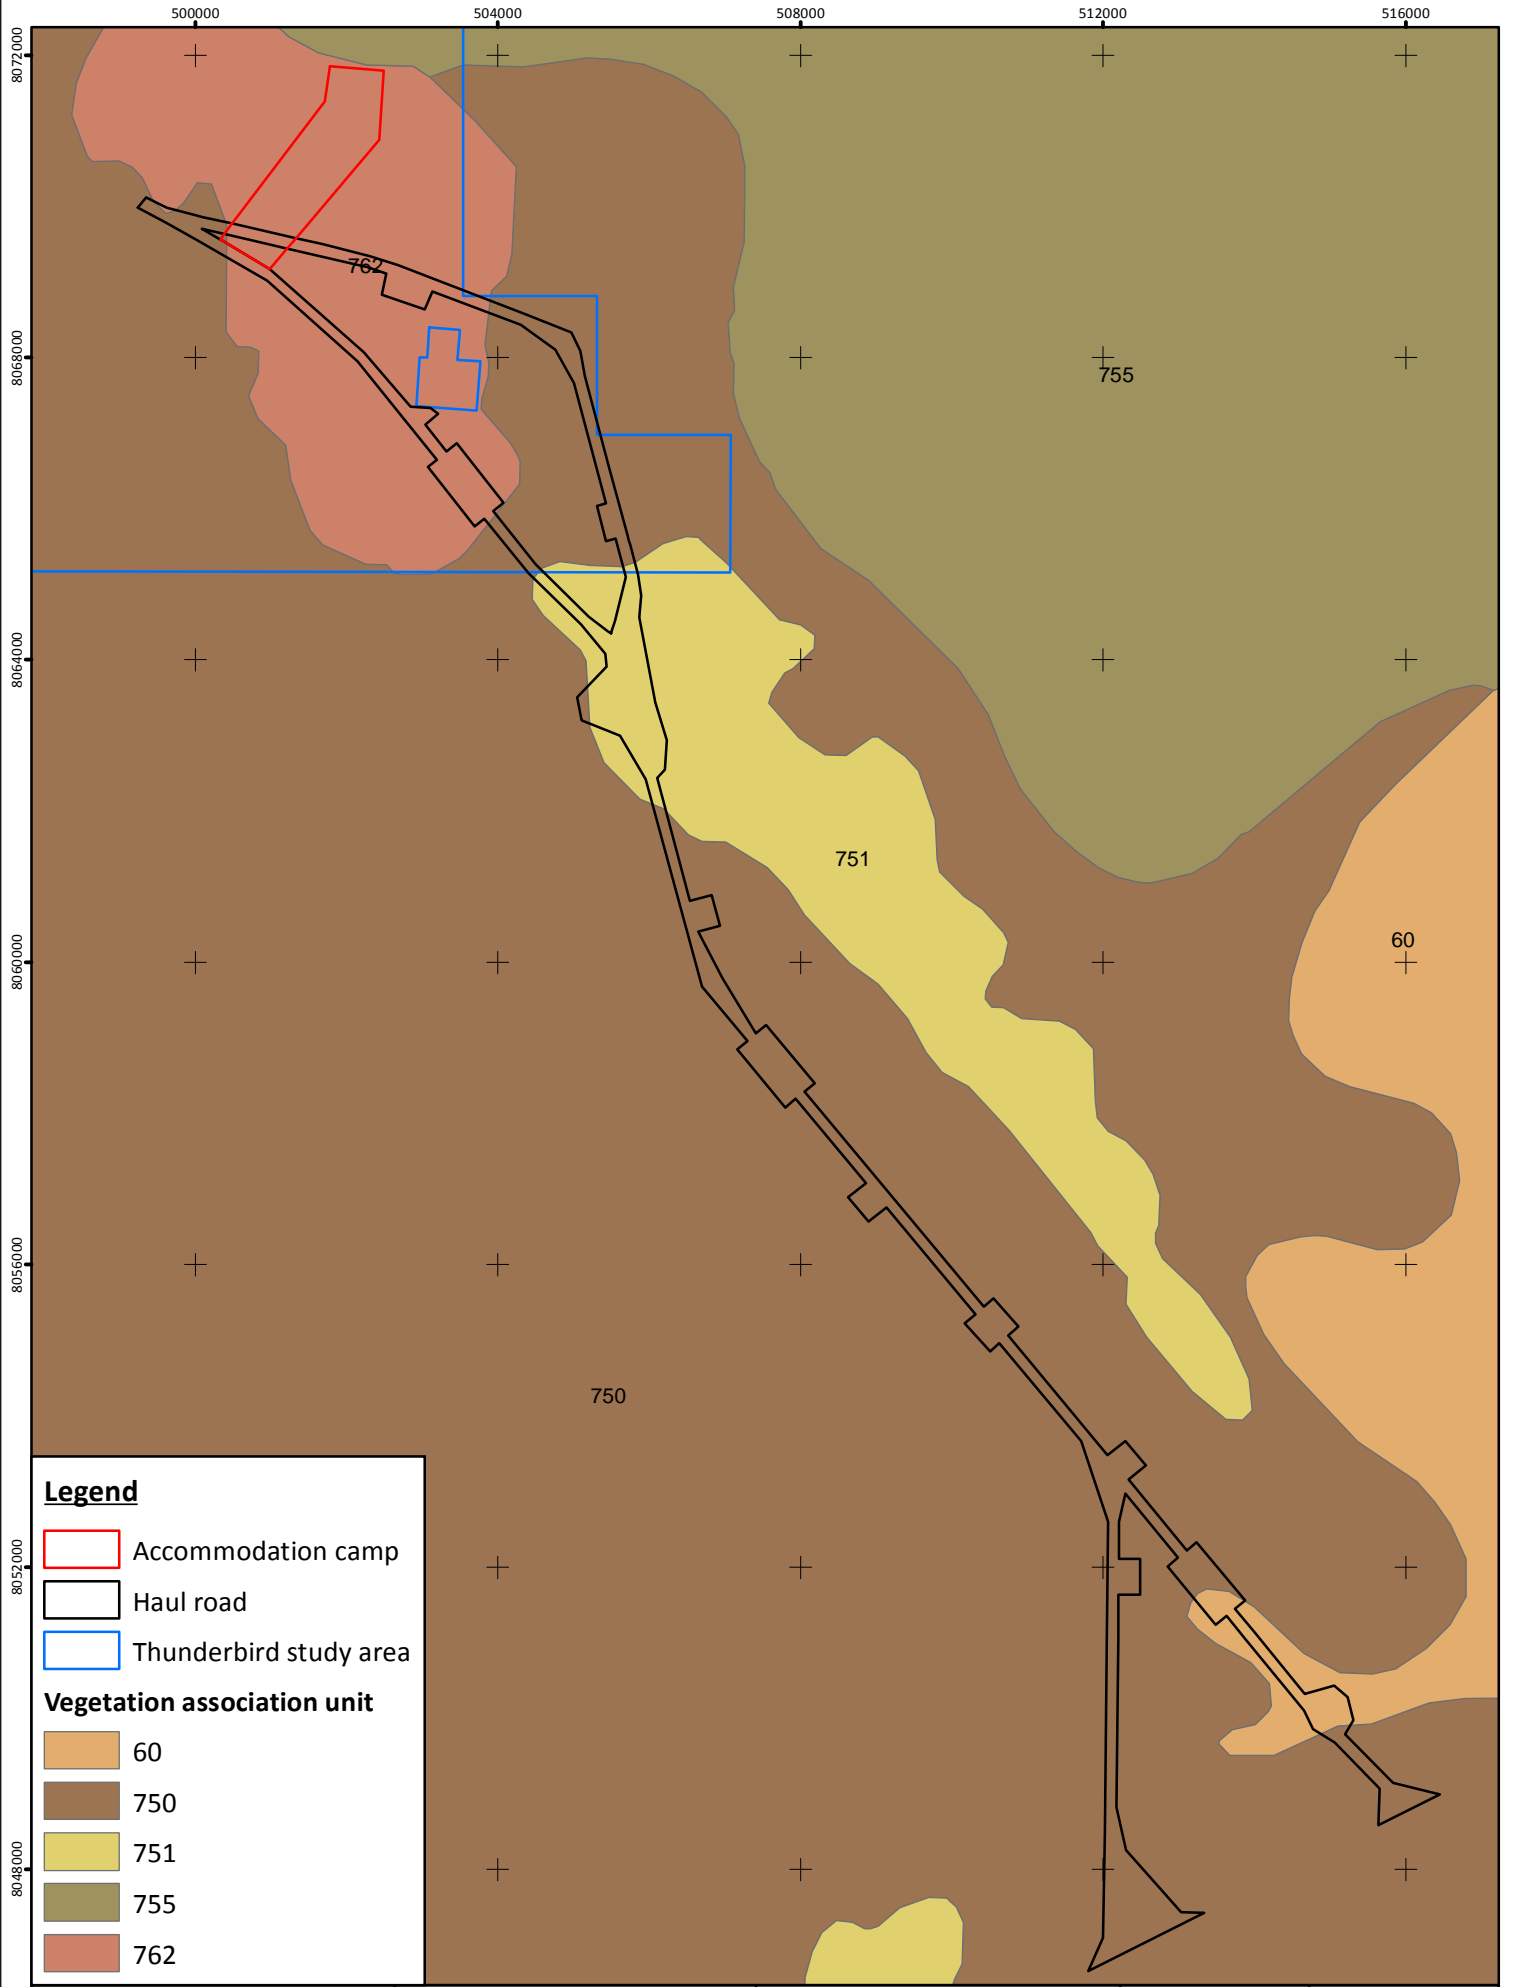 500000 504000 508000 512000 516000
8072000
762
8068000
755
8064000
751
60
8060000
8056000
750
Legend
Accommodation camp
8052000
Haul road
Thunderbird study area
Vegetation association unit
60
750
751
8048000
755
762